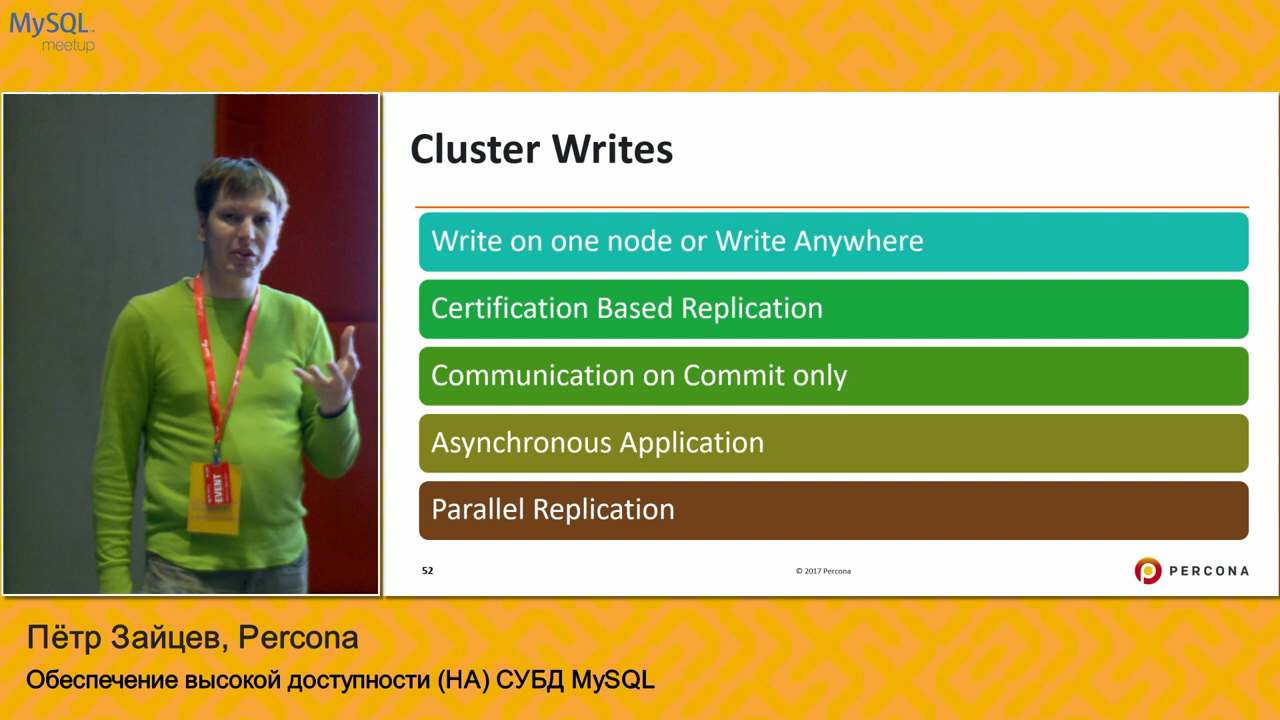 MySQL
meetup
Cluster Writes
Write on one node or Write Anywhere
Certification Based Replication
Communication on Commit only
Asynchronous Application
Parallel Replication
52
© 2017 Percona
PERCONA
EVENT
Пётр Зайцев, Percona
Обеспечение высокой доступности (HA) СУБД MySQL